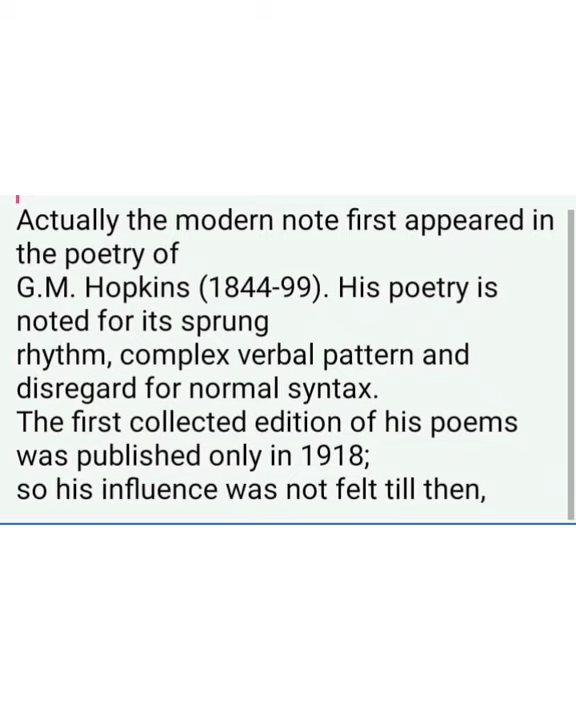 Actually the modern note first appeared in
the poetry of
G.M. Hopkins (1844-99). His poetry is
noted for its sprung
rhythm, complex verbal pattern and
disregard for normal syntax.
The first collected edition of his poems
was published only in 1918;
so his influence was not felt till then,